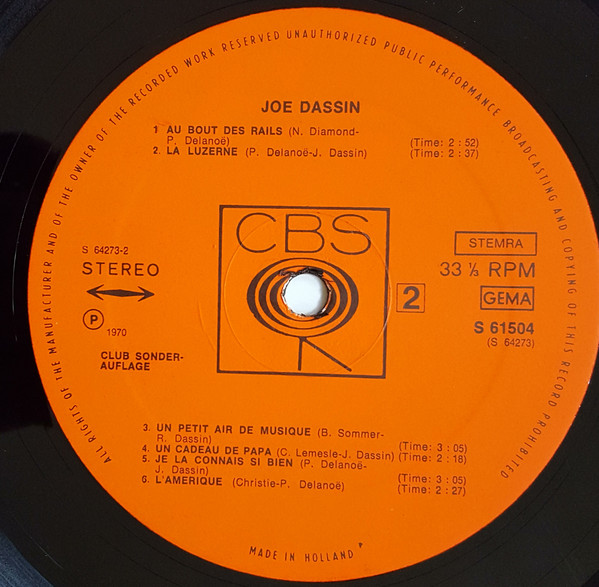 ALL RIGHTS OF THE MANUFACTURER AND OF THE OWNER OF THE RECORDED WORK RESERVED UNAUTHORIZED PUBLIC PERFORMANCE BROADCASTING AND COPYING OF THIS RECORD PROHIBITED
JOE DASSIN
1 AU BOUT DES RAILS (N. Diamond-
P. Delanoë) (Time: 2 : 52)
2. LA LUZERNE (P. Delanoë-J. Dassin) (Time: 2 : 37)
CBS
S 64273-2
STEREO
P 1970
CLUB SONDER-
AUFLAGE
2
STEMRA
33 ⅓ RPM
GEMA
S 61504
(S 64273)
3. UN PETIT AIR DE MUSIQUE (B. Sommer-
R. Dassin) (Time: 3 : 05)
4. UN CADEAU DE PAPA (C. Lemesle-J. Dassin) (Time: 2 : 18)
5. JE LA CONNAIS SI BIEN (P. Delanoë-
J. Dassin) (Time: 3 : 05)
6. L'AMERIQUE (Christie-P. Delanoë) (Time: 2 : 27)
MADE IN HOLLAND P